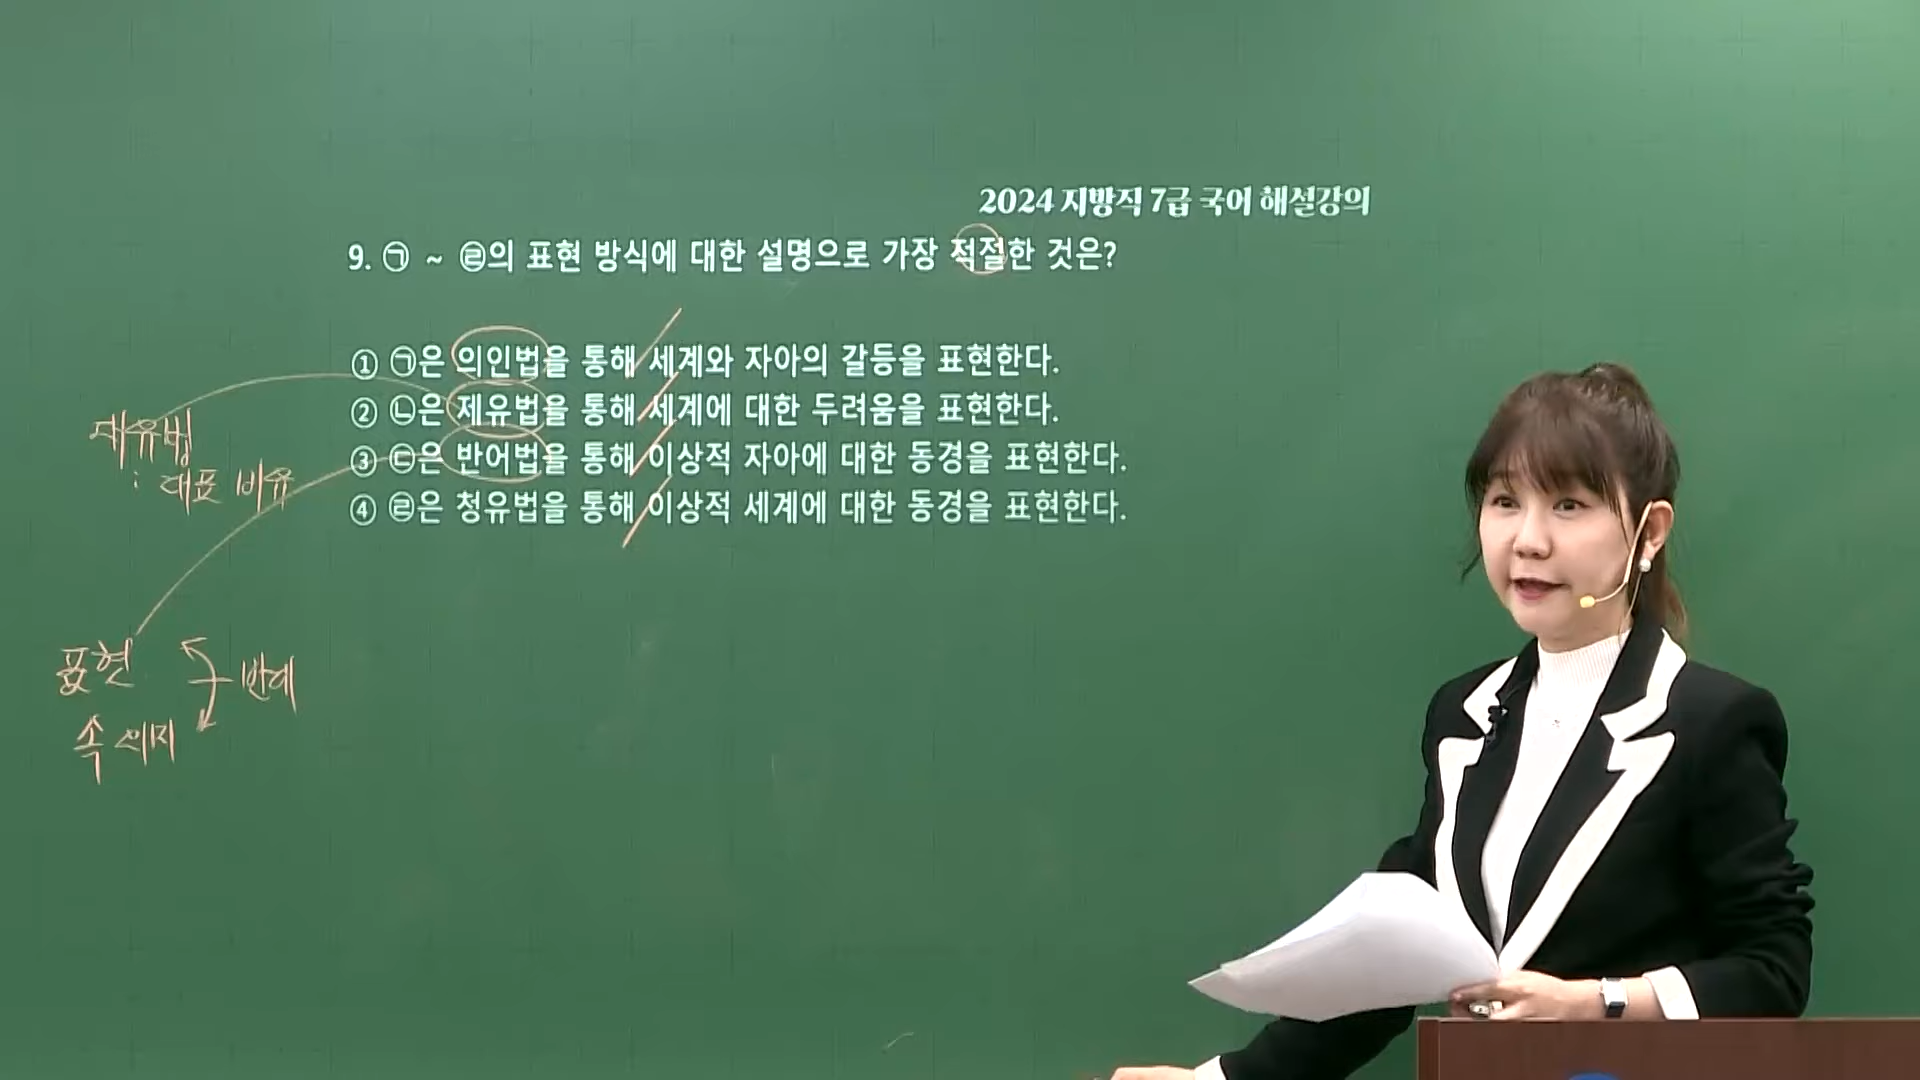 2024 지방직 7급 국어 해설강의
9. ㉠ ~ ㉣의 표현 방식에 대한 설명으로 가장 적절한 것은?
① ㉠은 의인법을 통해 세계와 자아의 갈등을 표현한다.
② ㉡은 제유법을 통해 세계에 대한 두려움을 표현한다.
③ ㉢은 반어법을 통해 이상적 자아에 대한 동경을 표현한다.
④ ㉣은 청유법을 통해 이상적 세계에 대한 동경을 표현한다.
대유법
: 대표 비유
표현
반대
속 의미